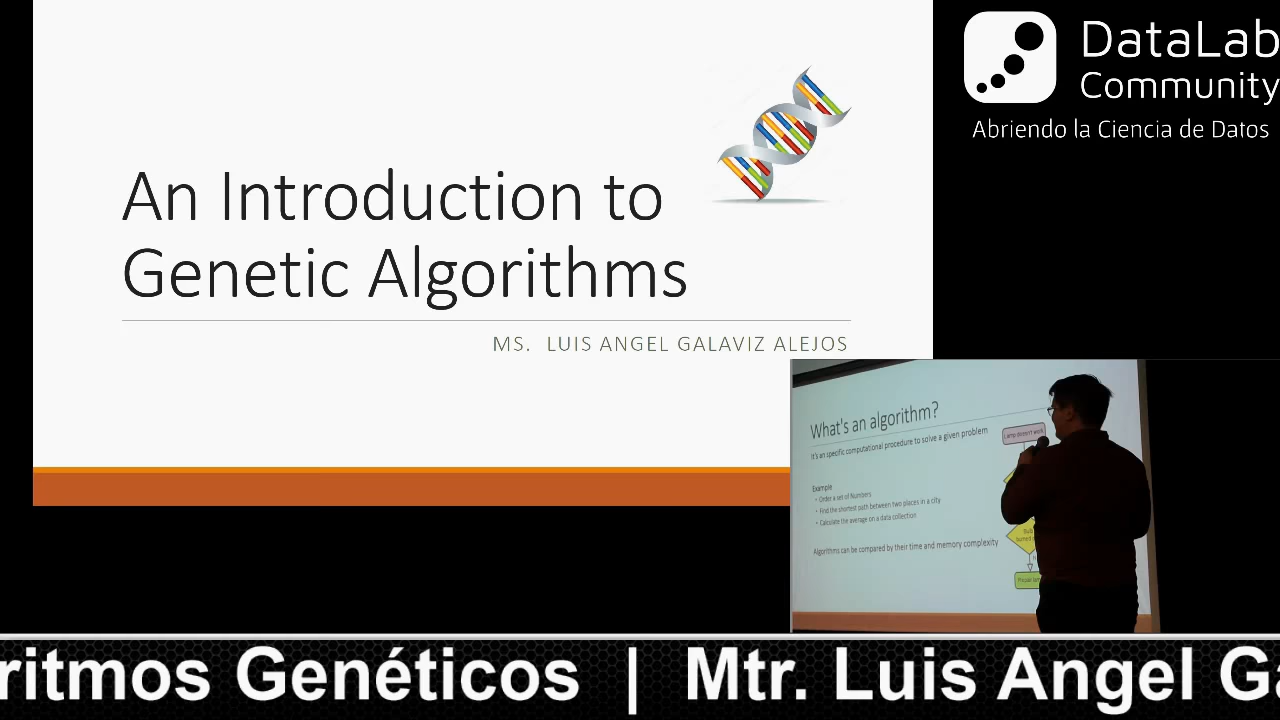 An Introduction to
Genetic Algorithms
MS. LUIS ANGEL GALAVIZ ALEJOS
DataLab
Community
Abriendo la Ciencia de Datos
What's an algorithm?
It's an specific computational procedure to solve a given problem
Example
• Order a set of Numbers
• Find the shortest path between two places in a city
• Calculate the average on a data collection
Algorithms can be compared by their time and memory complexity
Lamp doesn't work
ritmos Genéticos | Mtr. Luis Angel Ga